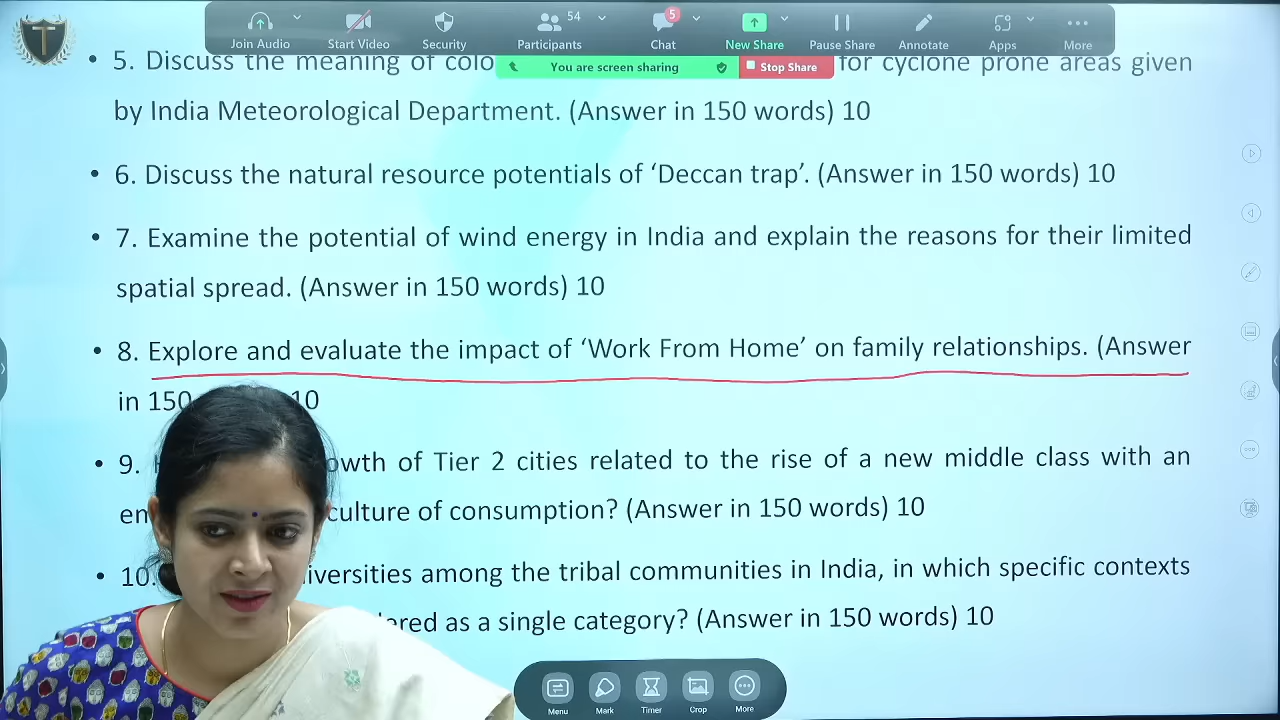 T
54
5
Join Audio
Start Video
Security
Participants
Chat
New Share
Pause Share
Annotate
Apps
More
You are screen sharing
Stop Share
• 5. Discuss the meaning of colo for cyclone prone areas given
by India Meteorological Department. (Answer in 150 words) 10
• 6. Discuss the natural resource potentials of ‘Deccan trap’. (Answer in 150 words) 10
• 7. Examine the potential of wind energy in India and explain the reasons for their limited
spatial spread. (Answer in 150 words) 10
• 8. Explore and evaluate the impact of ‘Work From Home’ on family relationships. (Answer
in 150 10
• 9. owth of Tier 2 cities related to the rise of a new middle class with an
en culture of consumption? (Answer in 150 words) 10
• 10. iversities among the tribal communities in India, in which specific contexts
ared as a single category? (Answer in 150 words) 10
Menu
Mark
Timer
Crop
More